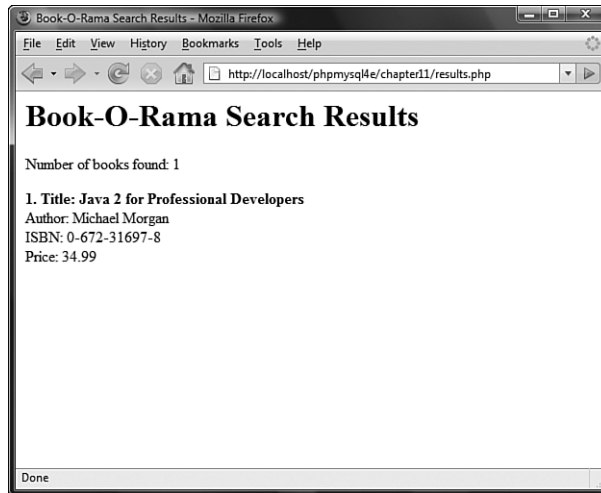 Book-O-Rama Search Results - Mozilla Firefox
File Edit View History Bookmarks Tools Help
http://localhost/phpmysql4e/chapter11/results.php
Book-O-Rama Search Results
Number of books found: 1
1. Title: Java 2 for Professional Developers
Author: Michael Morgan
ISBN: 0-672-31697-8
Price: 34.99
Done